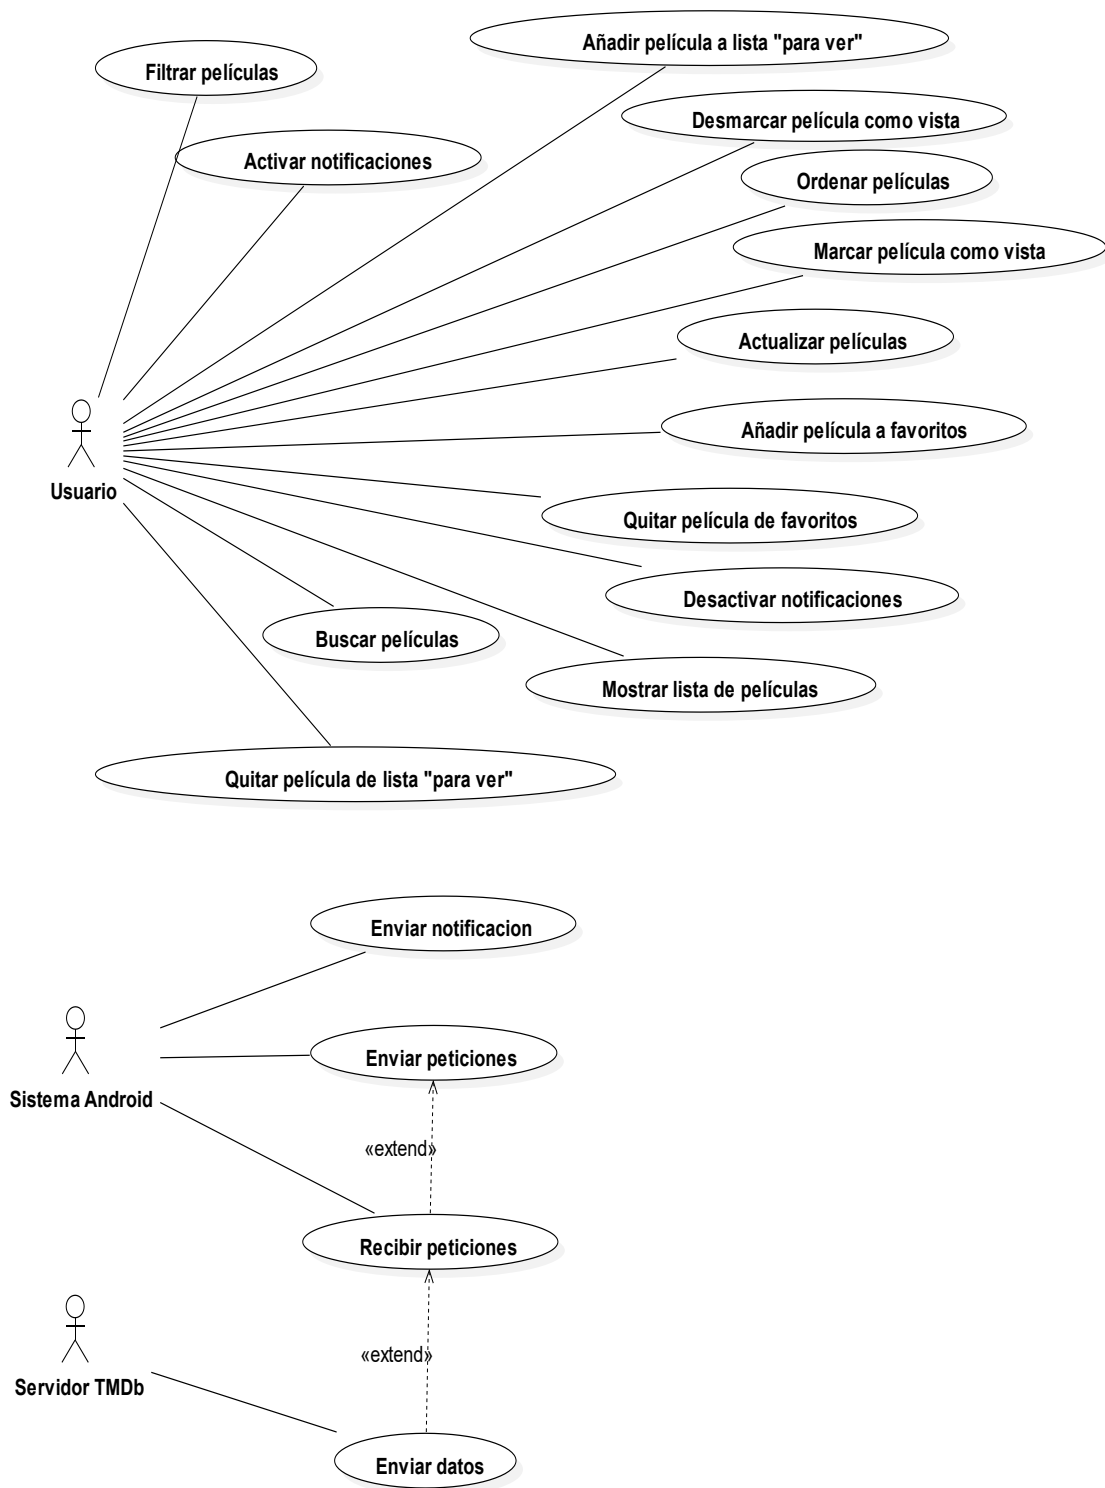 Añadir película a lista "para ver"
Filtrar películas
Desmarcar película como vista
Activar notificaciones
Ordenar películas
Marcar película como vista
Actualizar películas
Añadir película a favoritos
Usuario
Quitar película de favoritos
Desactivar notificaciones
Buscar películas
Mostrar lista de películas
Quitar película de lista "para ver"
Enviar notificacion
Enviar peticiones
Sistema Android
«extend»
Recibir peticiones
«extend»
Servidor TMDb
Enviar datos